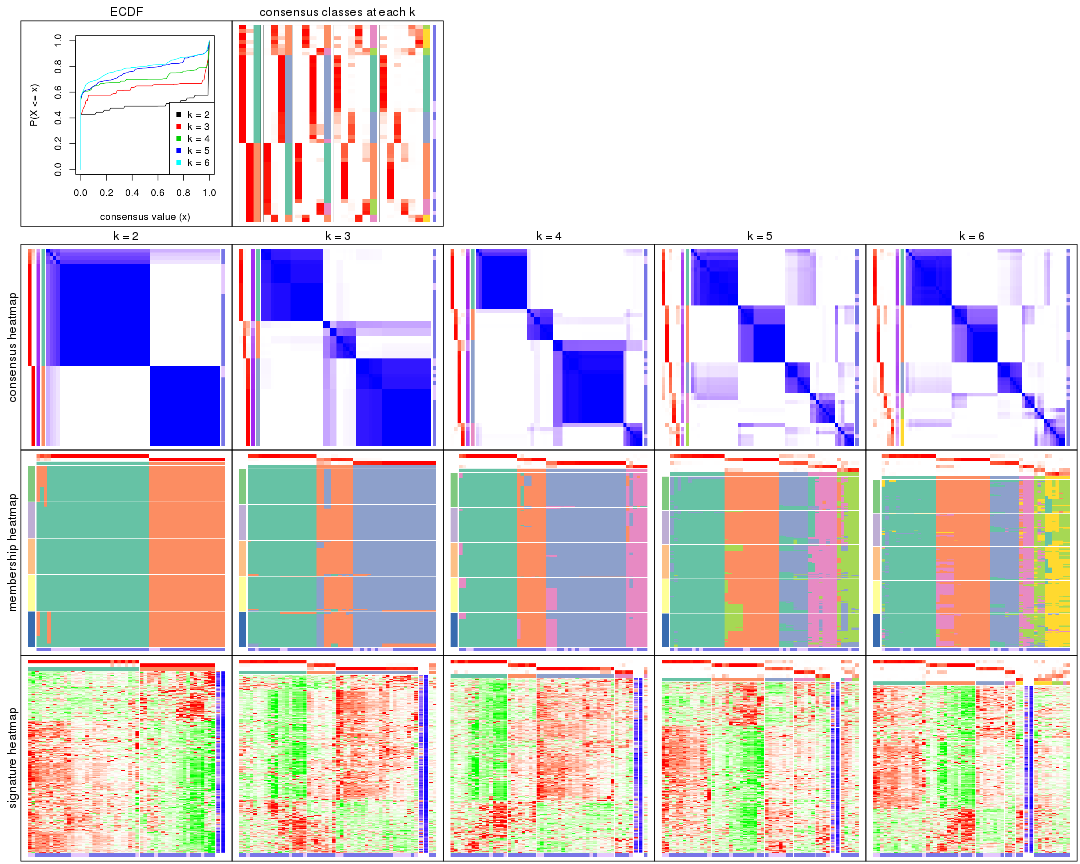 ECDF
consensus classes at each k
P(X <= x)
0.0 0.2 0.4 0.6 0.8 1.0
k = 2
k = 3
k = 4
k = 5
k = 6
0.0 0.2 0.4 0.6 0.8 1.0
consensus value (x)
k = 2
k = 3
k = 4
k = 5
k = 6
consensus heatmap
membership heatmap
signature heatmap